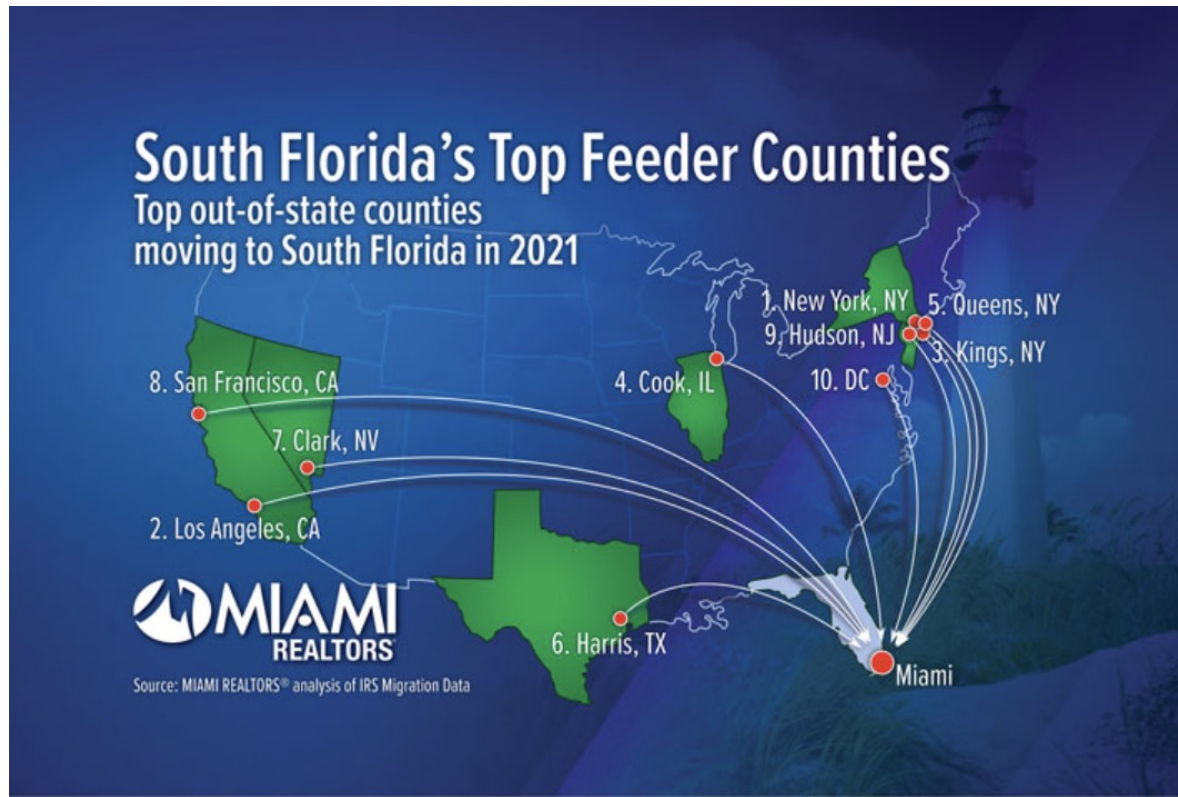 South Florida's Top Feeder Counties
Top out-of-state counties
moving to South Florida in 2021
1. New York, NY
5. Queens, NY
9. Hudson, NJ
3. Kings, NY
10. DC
4. Cook, IL
8. San Francisco, CA
7. Clark, NV
2. Los Angeles, CA
6. Harris, TX
Miami
MIAMI
REALTORS®
Source: MIAMI REALTORS® analysis of IRS Migration Data